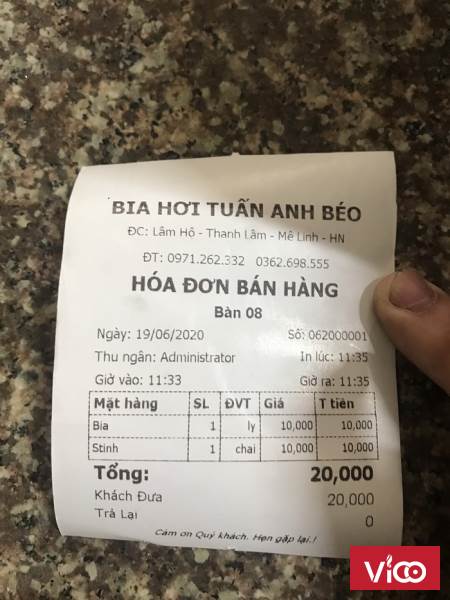 BIA HƠI TUẤN ANH BÉO
ĐC: Lâm Hộ - Thanh Lâm - Mê Linh - HN
ĐT: 0971.262.332 0362.698.555
HÓA ĐƠN BÁN HÀNG
Bàn 08
Ngày: 19/06/2020 Số: 062000001
Thu ngân: Administrator In lúc: 11:35
Giờ vào: 11:33 Giờ ra: 11:35
Mặt hàng SL ĐVT Giá T tiền
Bia 1 ly 10,000 10,000
Stinh 1 chai 10,000 10,000
Tổng: 20,000
Khách Đưa 20,000
Trả Lại 0
Cảm ơn Quý khách. Hẹn gặp lại.!
VICO